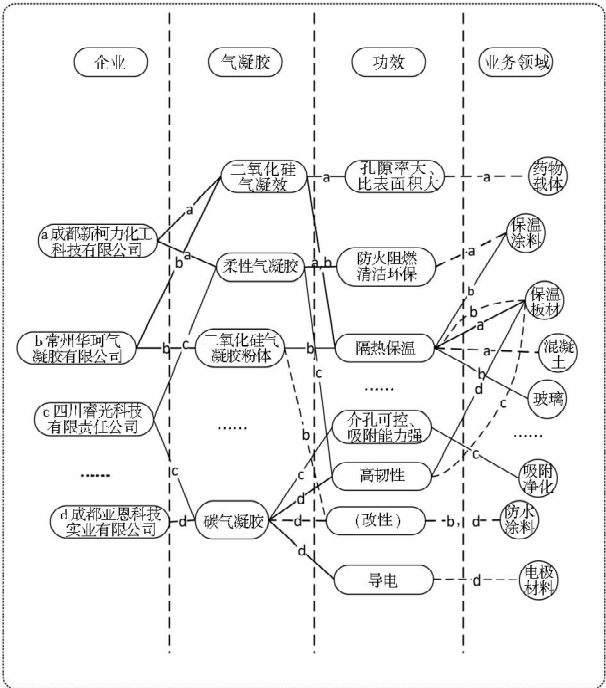 企业
气凝胶
功效
业务领域
二氧化硅
气凝效
a
孔隙率大、
比表面积大
a
药物
载体
a
a成都新柯力化工
科技有限公司
a
b
柔性气凝胶
a,b
防火阻燃
清洁环保
a
保温
涂料
b
b
保温
板材
a
b常州华珂气
凝胶有限公司
b
c
二氧化硅气
凝胶粉体
b
隔热保温
a
混凝
土
b
d
c
玻璃
c四川睿光科技
有限责任公司
……
……
c
介孔可控、
吸附能力强
……
b
c
c
吸附
净化
……
c
d
高韧性
d成都亚恩科技
实业有限公司
d
碳气凝胶
d
(改性)
b,
d
防水
涂料
d
导电
d
电极
材料